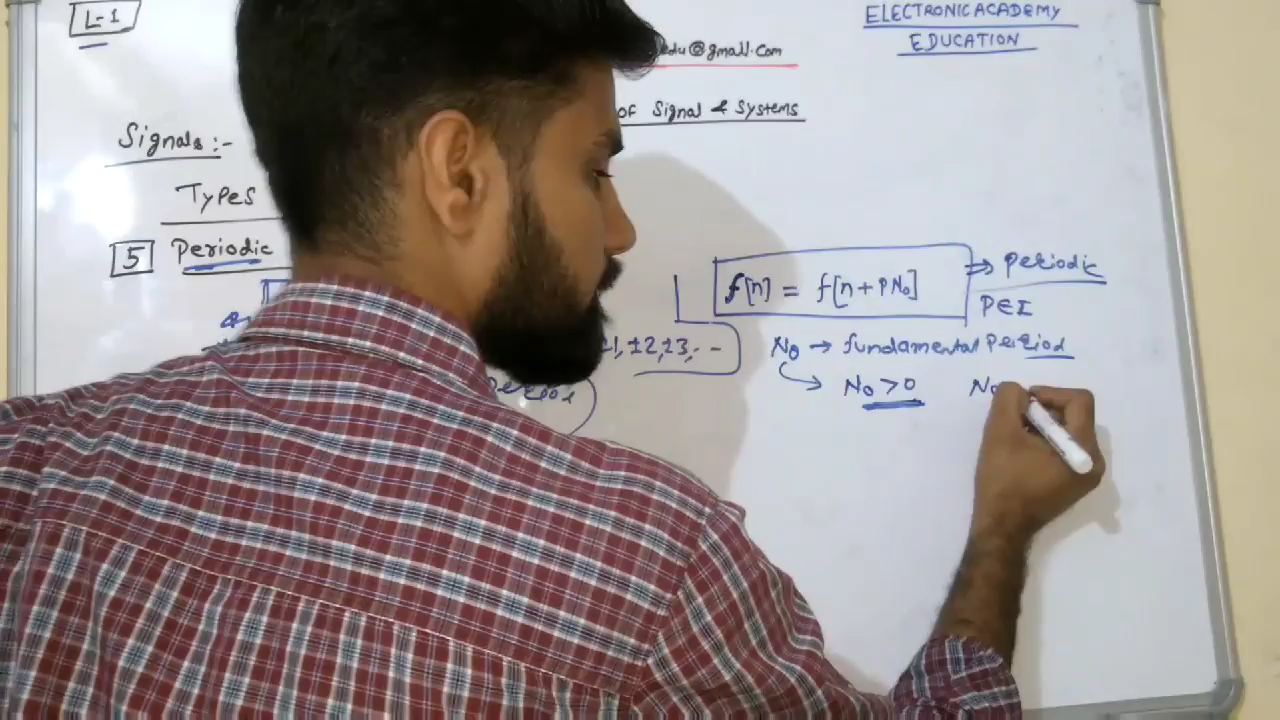 L-1
ELECTRONIC ACADEMY
EDUCATION
edu@gmail.com
of Signal & Systems
Signals:-
Types
5 Periodic
f[n] = f[n+PN₀] → Periodic
P∈I
±2,±3,--
N₀ → fundamental Period
N₀ > 0